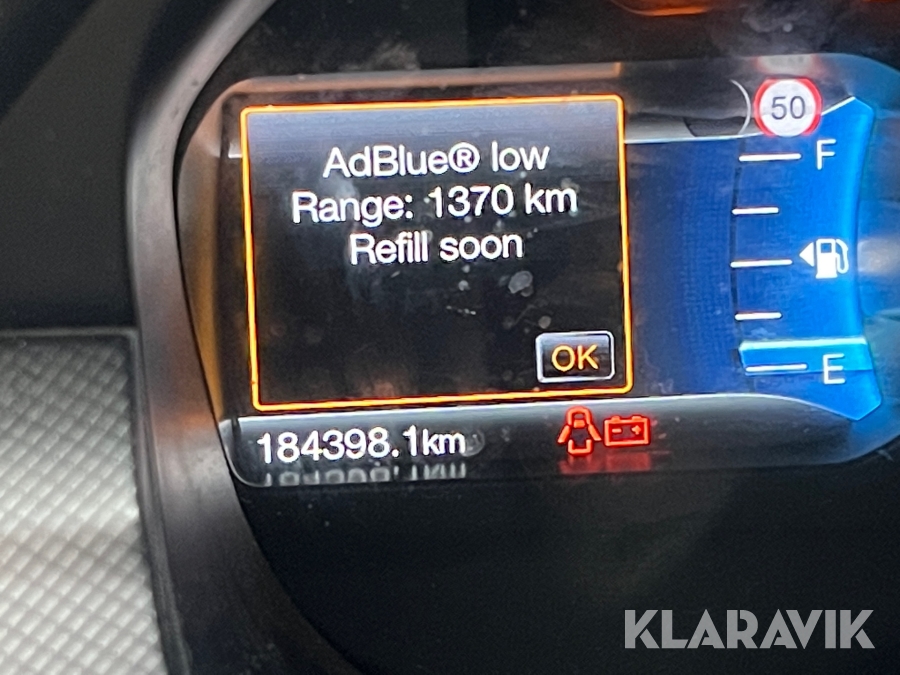 50
AdBlue® low
Range: 1370 km
Refill soon
F
OK
E
184398.1km
KLARAVIK